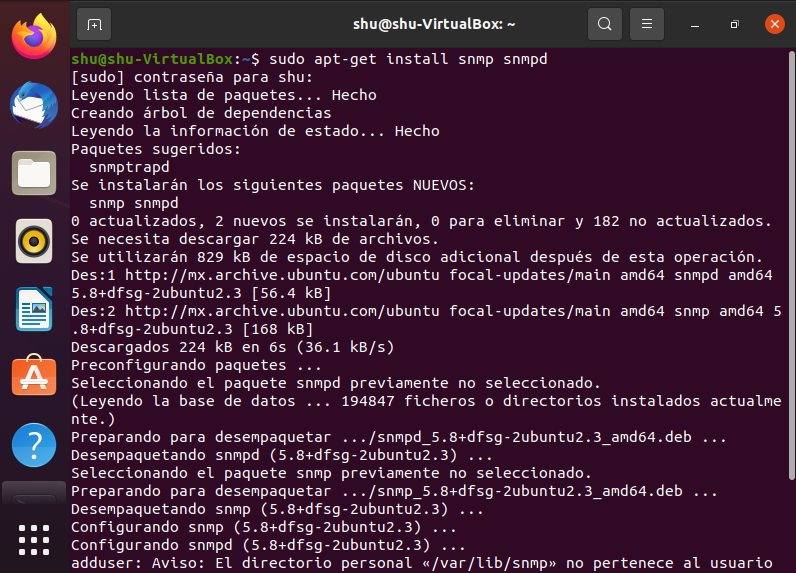 shu@shu-VirtualBox: ~
shu@shu-VirtualBox:~$ sudo apt-get install snmp snmpd
[sudo] contraseña para shu:
Leyendo lista de paquetes... Hecho
Creando árbol de dependencias
Leyendo la información de estado... Hecho
Paquetes sugeridos:
  snmptrapd
Se instalarán los siguientes paquetes NUEVOS:
  snmp snmpd
0 actualizados, 2 nuevos se instalarán, 0 para eliminar y 182 no actualizados.
Se necesita descargar 224 kB de archivos.
Se utilizarán 829 kB de espacio de disco adicional después de esta operación.
Des:1 http://mx.archive.ubuntu.com/ubuntu focal-updates/main amd64 snmpd amd64
5.8+dfsg-2ubuntu2.3 [56.4 kB]
Des:2 http://mx.archive.ubuntu.com/ubuntu focal-updates/main amd64 snmp amd64 5
.8+dfsg-2ubuntu2.3 [168 kB]
Descargados 224 kB en 6s (36.1 kB/s)
Preconfigurando paquetes ...
Seleccionando el paquete snmpd previamente no seleccionado.
(Leyendo la base de datos ... 194847 ficheros o directorios instalados actualme
nte.)
Preparando para desempaquetar .../snmpd_5.8+dfsg-2ubuntu2.3_amd64.deb ...
Desempaquetando snmpd (5.8+dfsg-2ubuntu2.3) ...
Seleccionando el paquete snmp previamente no seleccionado.
Preparando para desempaquetar .../snmp_5.8+dfsg-2ubuntu2.3_amd64.deb ...
Desempaquetando snmp (5.8+dfsg-2ubuntu2.3) ...
Configurando snmp (5.8+dfsg-2ubuntu2.3) ...
Configurando snmpd (5.8+dfsg-2ubuntu2.3) ...
adduser: Aviso: El directorio personal «/var/lib/snmp» no pertenece al usuario